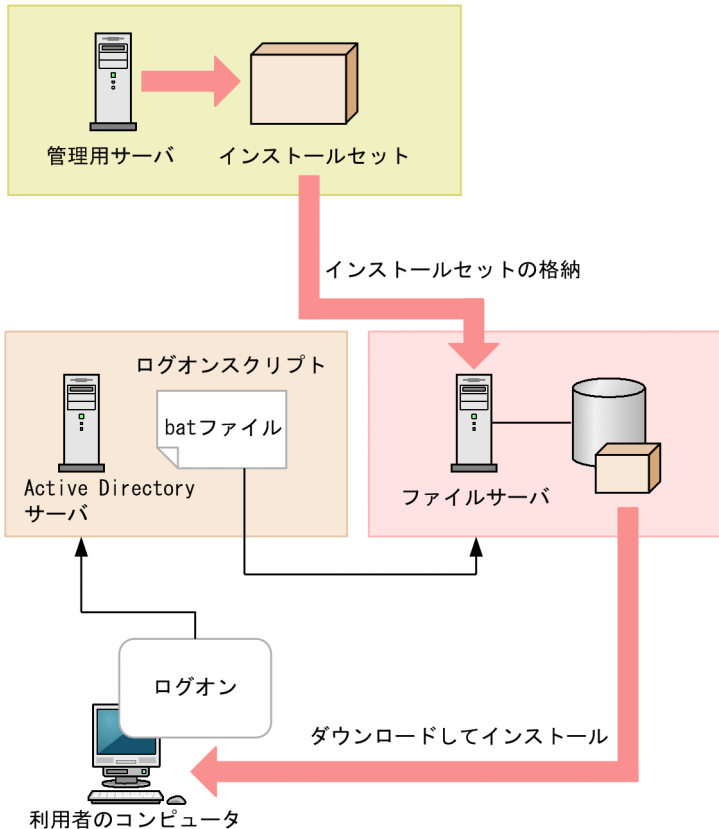 管理用サーバ
インストールセット
インストールセットの格納
ログオンスクリプト
batファイル
Active Directory
サーバ
ファイルサーバ
ログオン
ダウンロードしてインストール
利用者のコンピュータ